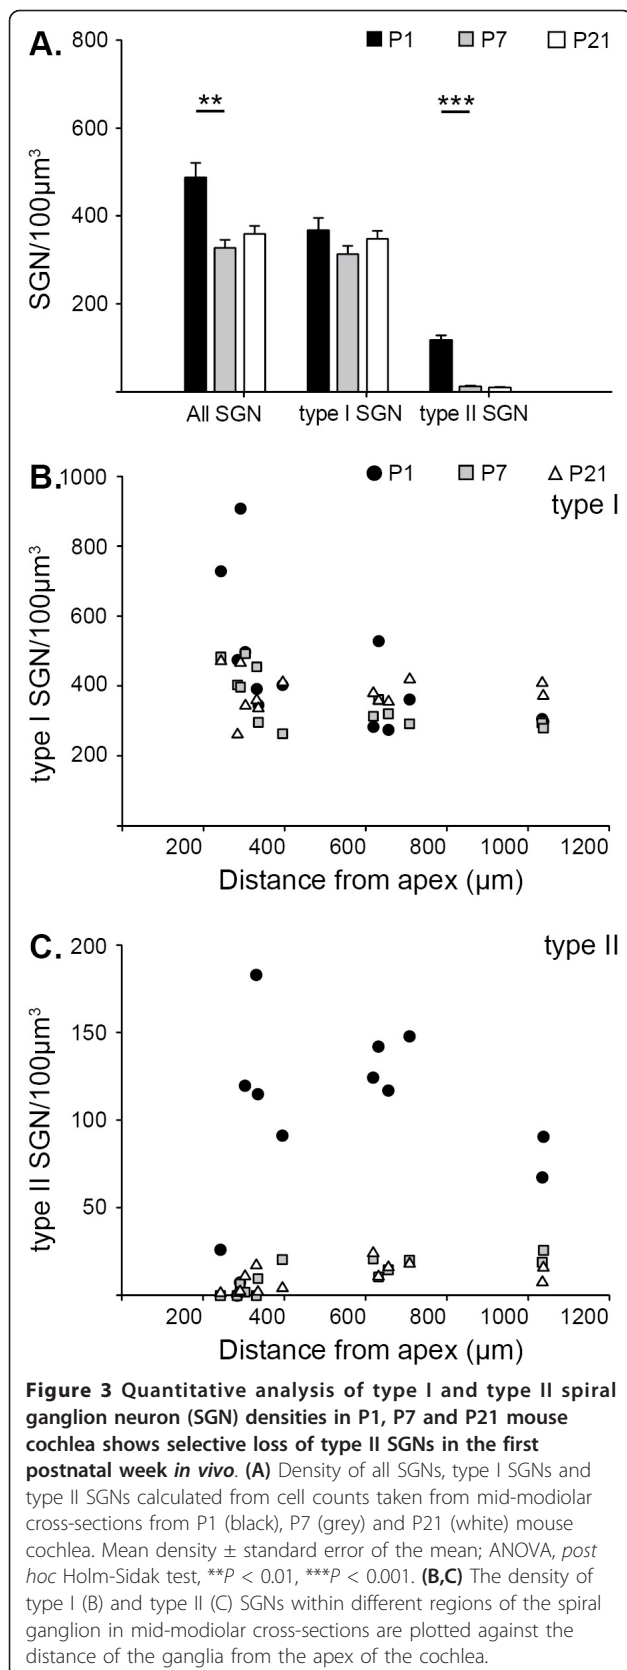 A.
P1 P7 P21
800
600
400
200
SGN/100µm³
** ***
All SGN type I SGN type II SGN
B.
P1 P7 P21
type I
1000
800
600
400
200
type I SGN/100µm³
200 400 600 800 1000 1200
Distance from apex (µm)
C.
type II
200
150
100
50
type II SGN/100µm³
200 400 600 800 1000 1200
Distance from apex (µm)
Figure 3 Quantitative analysis of type I and type II spiral
ganglion neuron (SGN) densities in P1, P7 and P21 mouse
cochlea shows selective loss of type II SGNs in the first
postnatal week in vivo. (A) Density of all SGNs, type I SGNs and
type II SGNs calculated from cell counts taken from mid-modiolar
cross-sections from P1 (black), P7 (grey) and P21 (white) mouse
cochlea. Mean density ± standard error of the mean; ANOVA, post
hoc Holm-Sidak test, **P < 0.01, ***P < 0.001. (B,C) The density of
type I (B) and type II (C) SGNs within different regions of the spiral
ganglion in mid-modiolar cross-sections are plotted against the
distance of the ganglia from the apex of the cochlea.